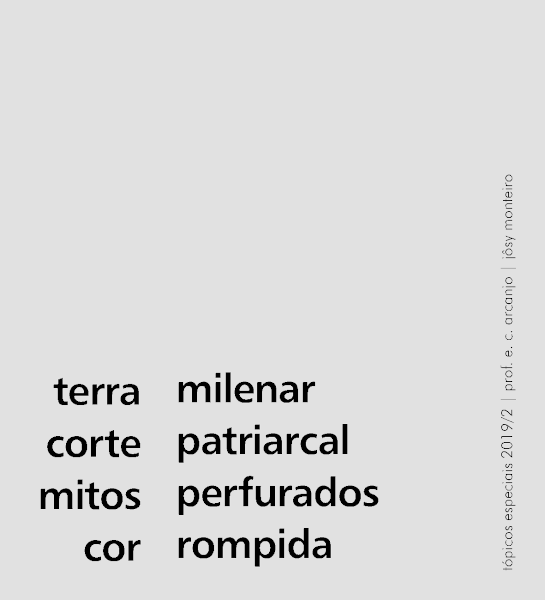 terra milenar
corte patriarcal
mitos perfurados
cor rompida
tópicos especiais 2019/2 | prof. e. c. arcanjo | jôsy monteiro